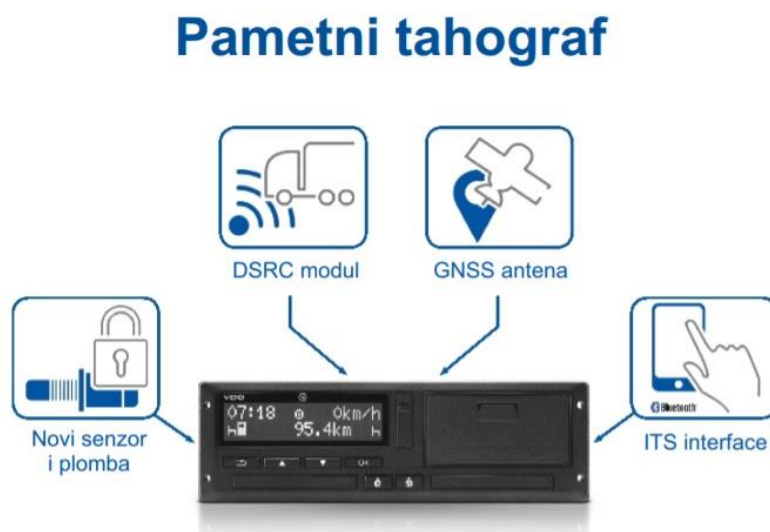 Pametni tahograf
DSRC modul
GNSS antena
Novi senzor
i plomba
Bluetooth
ITS interface
VDO
07:18 0km/h
95.4km
OK